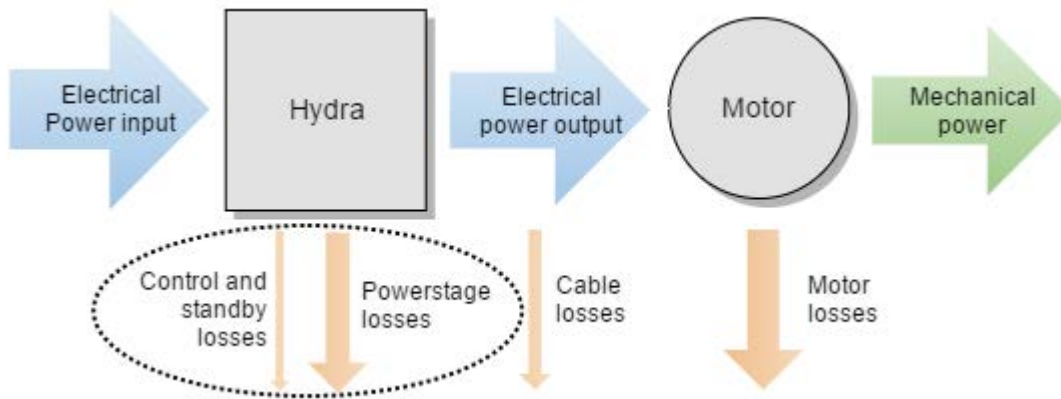 Electrical
Power input
Hydra
Electrical
power output
Motor
Mechanical
power
Control and
standby
losses
Powerstage
losses
Cable
losses
Motor
losses